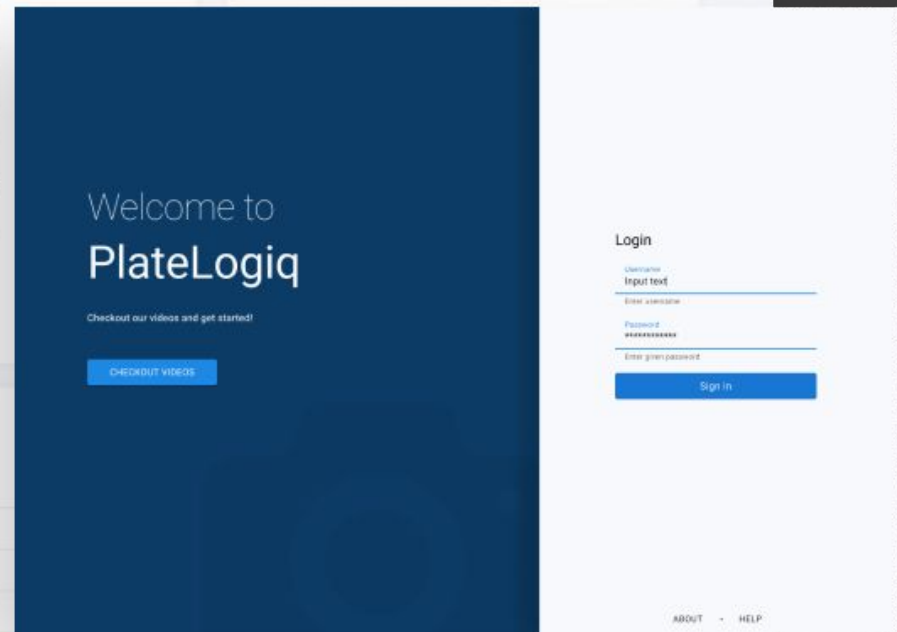 Welcome to
PlateLogiq
Checkout our videos and get started!
CHECKOUT VIDEOS
Login
Username
Input text
Enter username
Password
************
Enter given password
Sign in
ABOUT - HELP